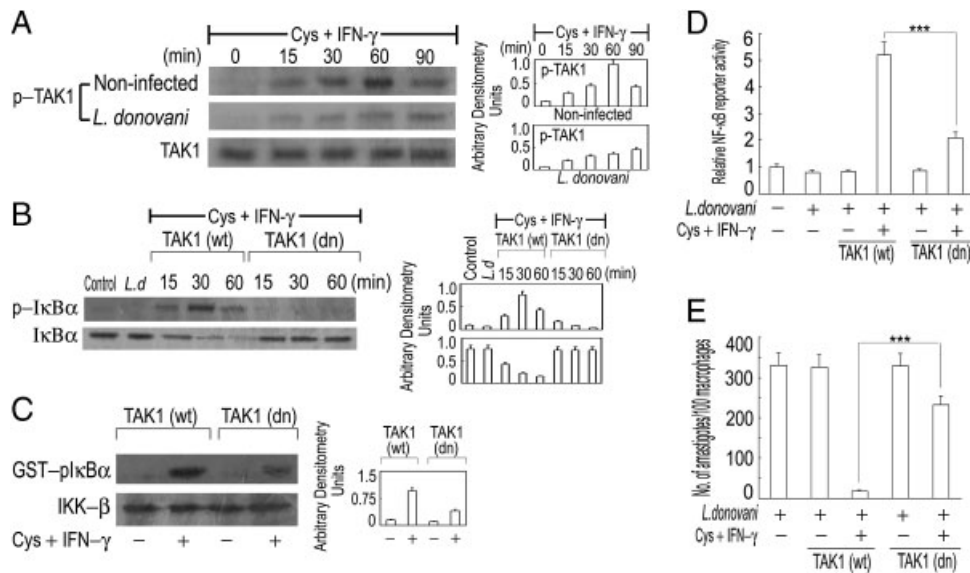 A
Cys + IFN-γ
(min) 0 15 30 60 90
p–TAK1
Non-infected
L. donovani
TAK1
Cys + IFN-γ
(min) 0 15 30 60 90
Arbitrary Densitometry Units
1.0
0.5
0
p-TAK1
Non-infected
1.0
0.5
0
p-TAK1
L. donovani
B
Cys + IFN-γ
TAK1 (wt) TAK1 (dn)
Control L.d 15 30 60 15 30 60 (min)
p–IκBα
IκBα
Cys + IFN-γ
TAK1 (wt) TAK1 (dn)
Control L.d 15 30 60 15 30 60 (min)
Arbitrary Densitometry Units
1.0
0.5
0
1.0
0.5
0
C
TAK1 (wt) TAK1 (dn)
GST–pIκBα
IKK–β
Cys + IFN–γ – + – +
TAK1 (wt) TAK1 (dn)
Arbitrary Densitometry Units
1.5
0.75
0
– + – +
D
Relative NF-κB reporter activity
6
5
4
3
2
1
0
***
L.donovani – + + + + +
Cys + IFN–γ – – – + – +
TAK1 (wt) TAK1 (dn)
E
No. of amastigotes/100 macrophages
400
300
200
100
0
***
L.donovani + + + + +
Cys + IFN–γ – – + – +
TAK1 (wt) TAK1 (dn)